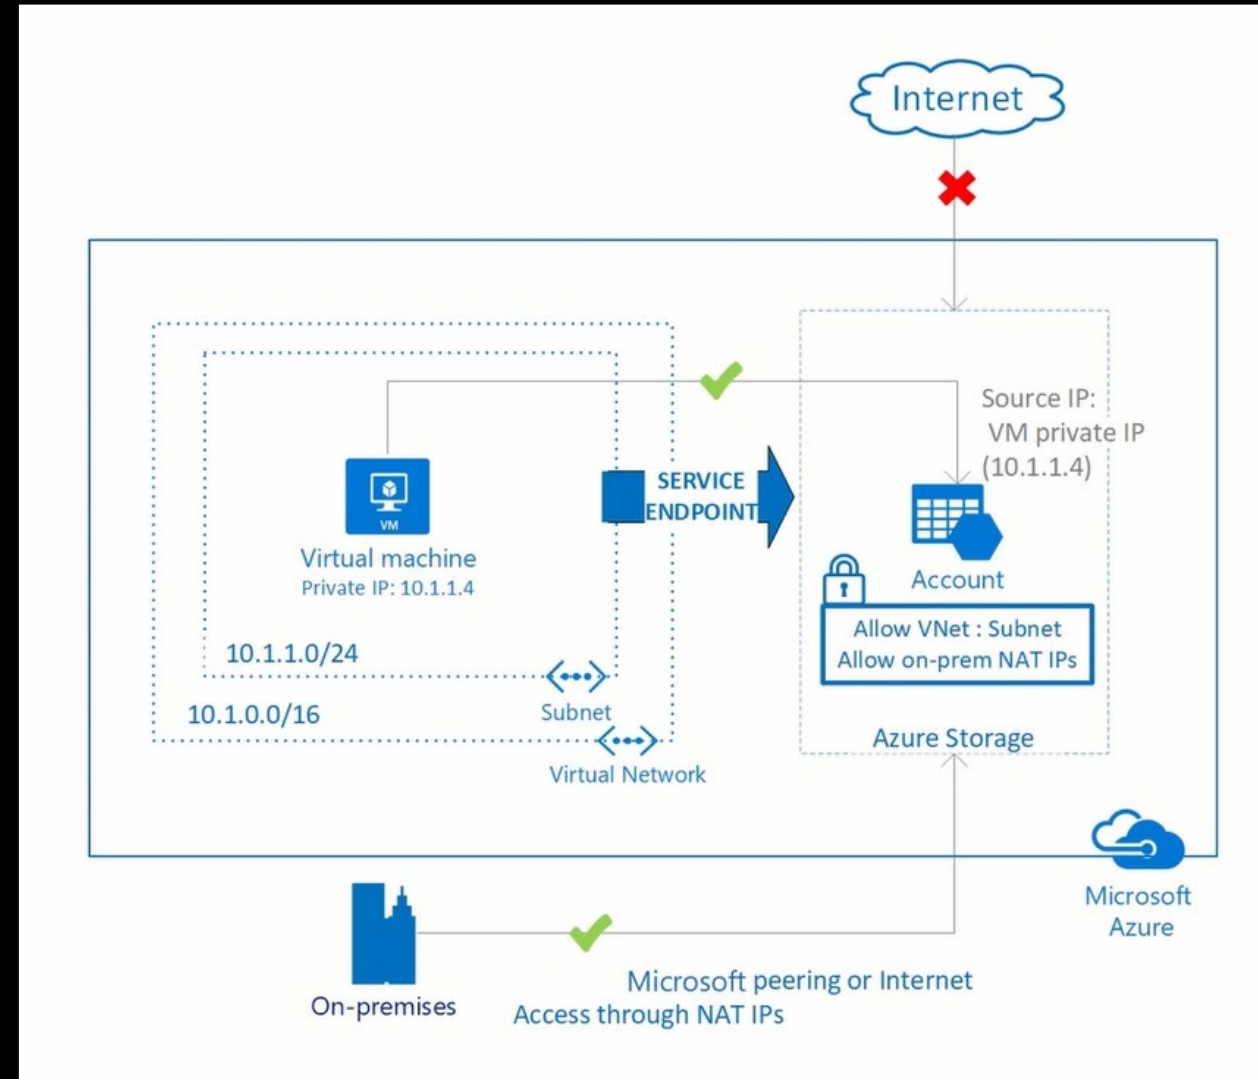 Internet
Source IP:
VM private IP
(10.1.1.4)
SERVICE
ENDPOINT
VM
Virtual machine
Private IP: 10.1.1.4
Account
Allow VNet : Subnet
Allow on-prem NAT IPs
10.1.1.0/24
10.1.0.0/16
Subnet
Azure Storage
Virtual Network
Microsoft
Azure
On-premises
Microsoft peering or Internet
Access through NAT IPs